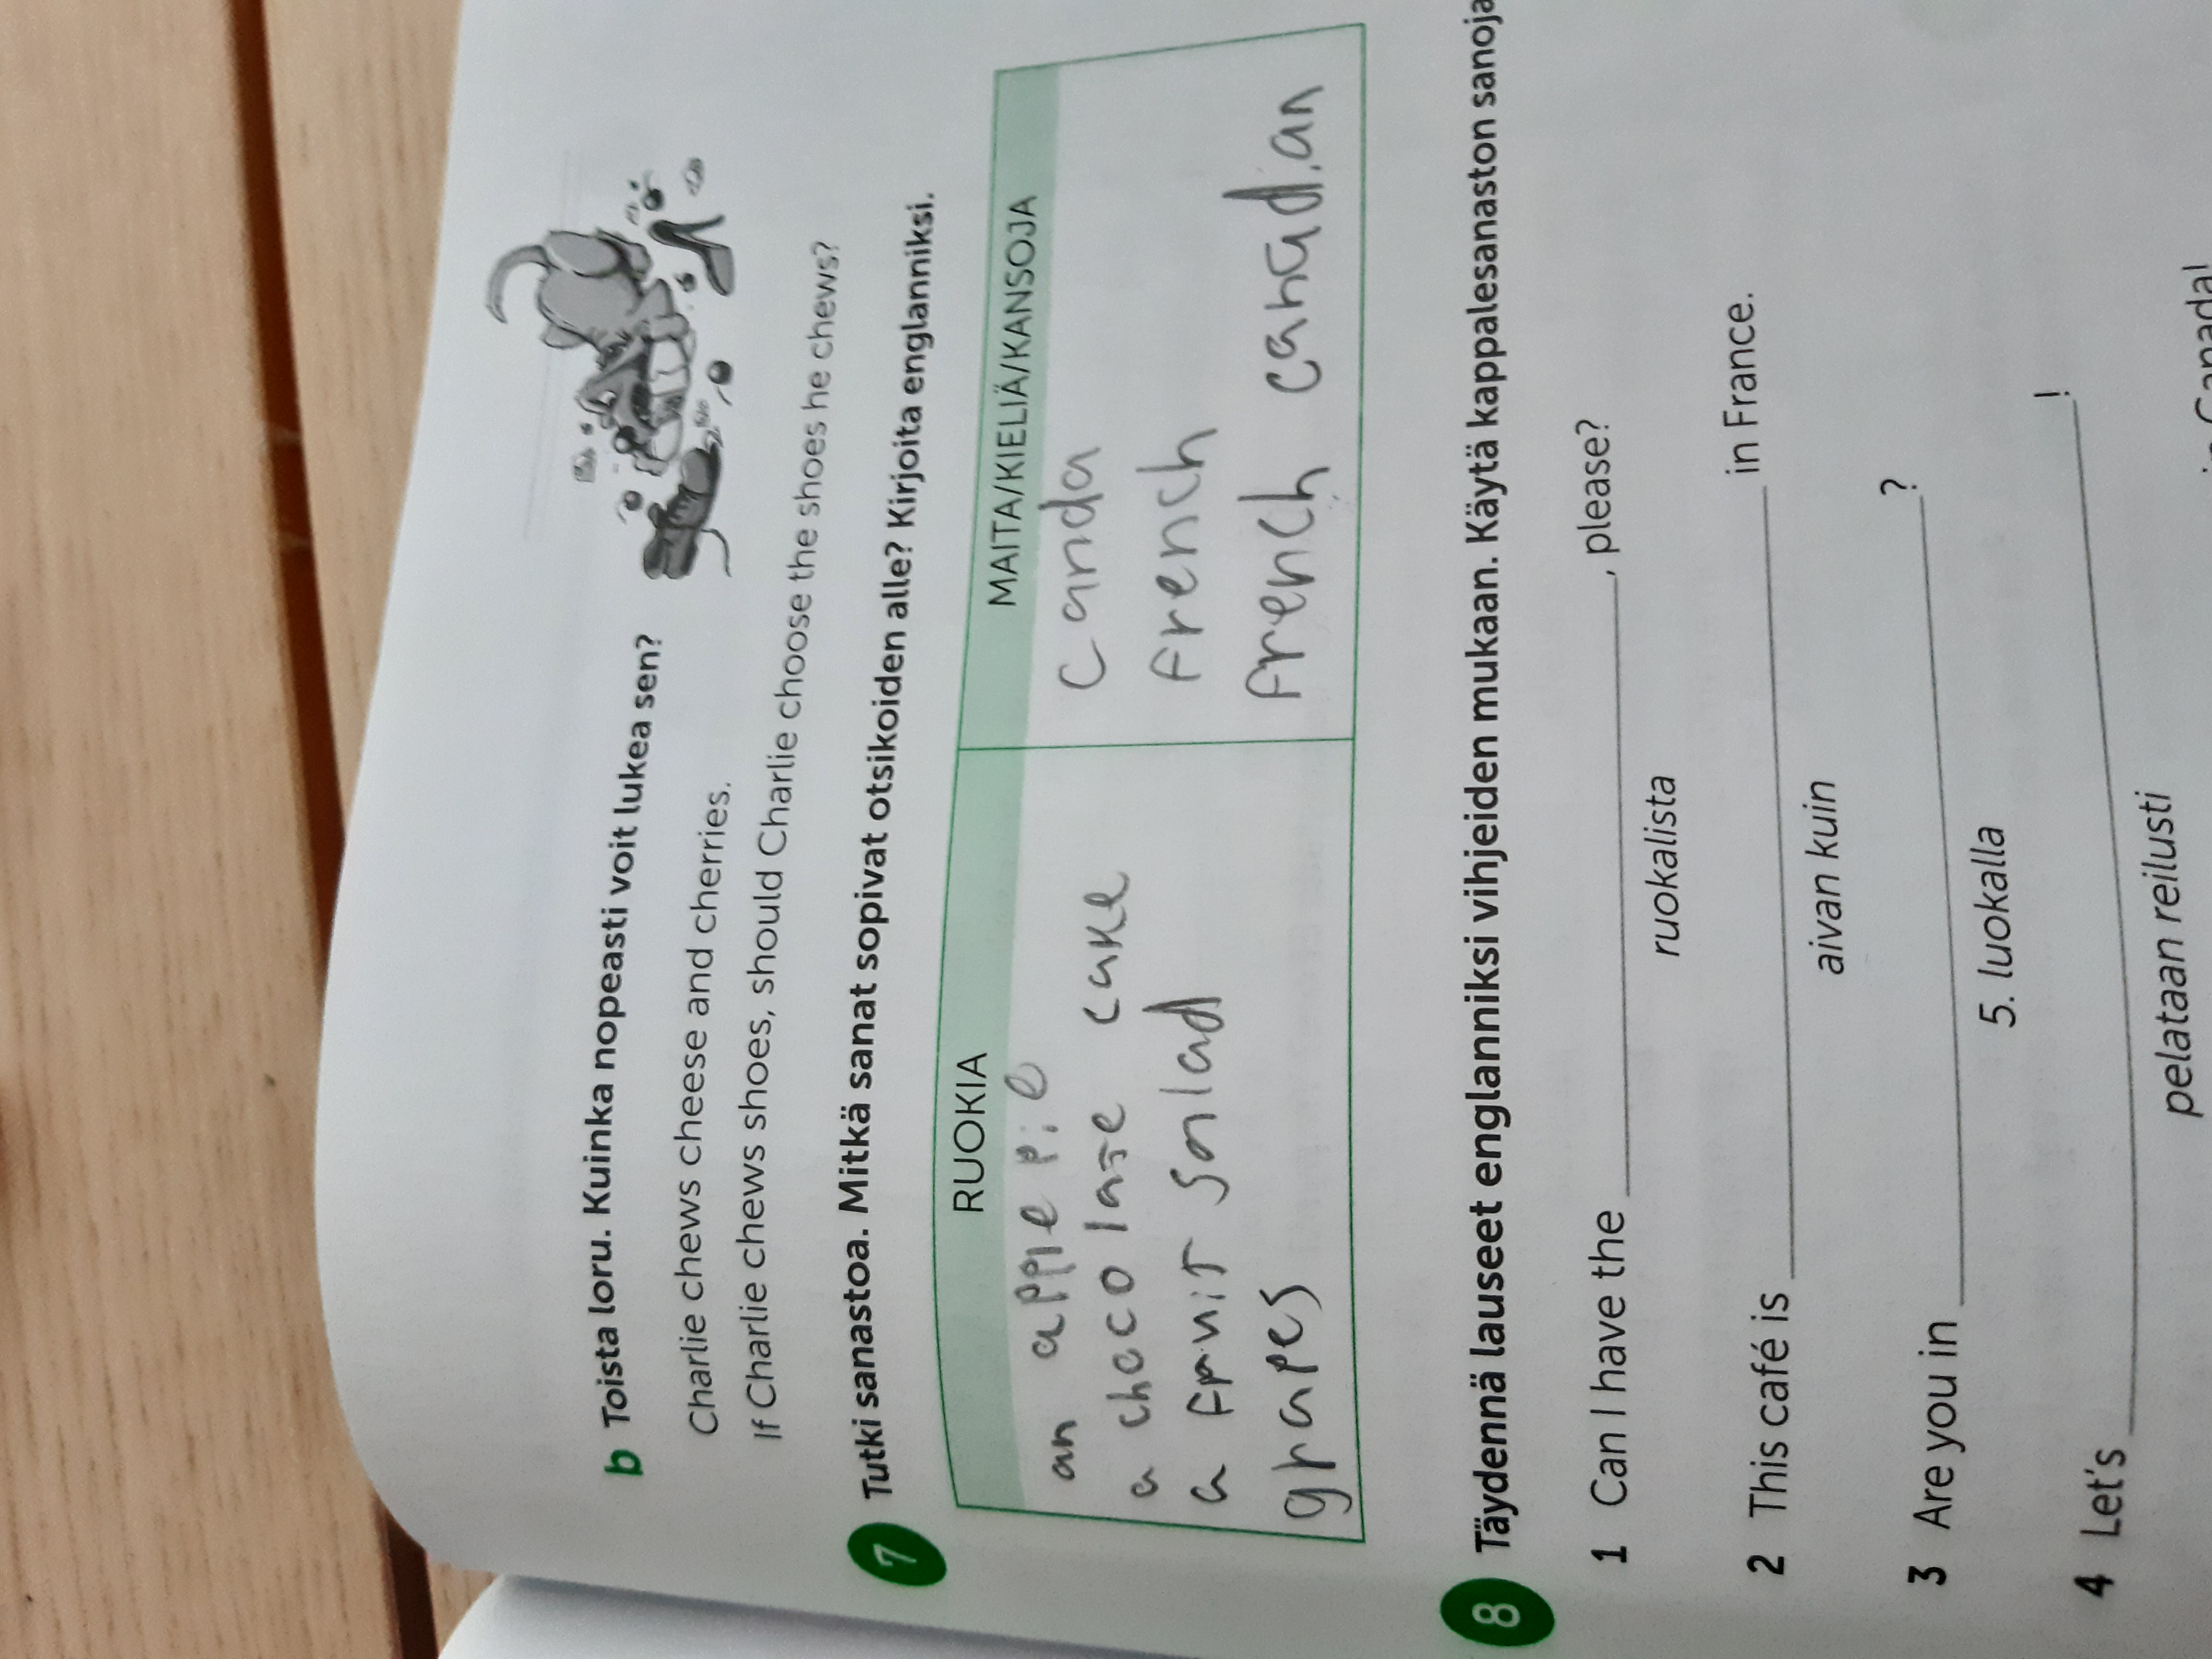 b Toista loru. Kuinka nopeasti voit lukea sen?
Charlie chews cheese and cherries.
If Charlie chews shoes, should Charlie choose the shoes he chews?
7 Tutki sanastoa. Mitkä sanat sopivat otsikoiden alle? Kirjoita englanniksi.
RUOKIA
an apple pie
a chocolate cake
a fruit salad
grapes
MAITA/KIELIÄ/KANSOJA
canda
french
french canadian
8 Täydennä lauseet englanniksi vihjeiden mukaan. Käytä kappalesanaston sanoja
1 Can I have the , please?
ruokalista
2 This café is in France.
aivan kuin
3 Are you in ?
5. luokalla
4 Let's !
pelataan reilusti
Canada!